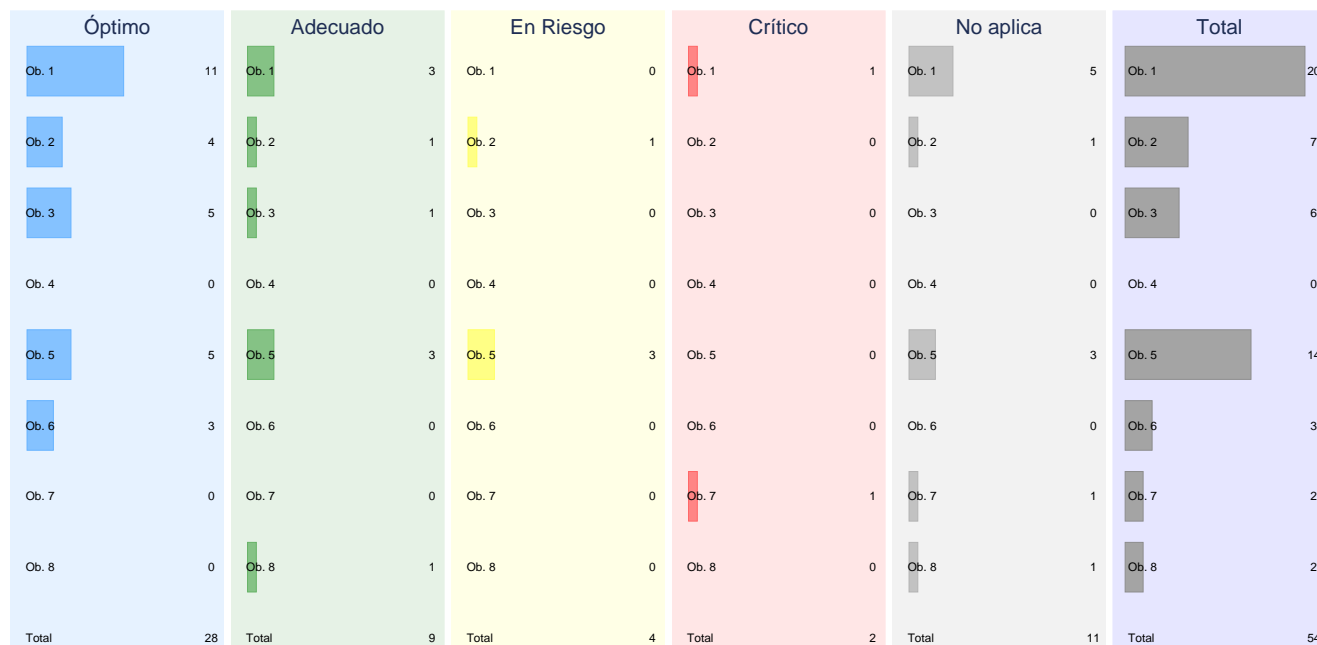 Óptimo Adecuado En Riesgo Crítico No aplica Total
Ob. 1 11 Ob. 1 3 Ob. 1 0 Ob. 1 1 Ob. 1 5 Ob. 1 20
Ob. 2 4 Ob. 2 1 Ob. 2 1 Ob. 2 0 Ob. 2 1 Ob. 2 7
Ob. 3 5 Ob. 3 1 Ob. 3 0 Ob. 3 0 Ob. 3 0 Ob. 3 6
Ob. 4 0 Ob. 4 0 Ob. 4 0 Ob. 4 0 Ob. 4 0 Ob. 4 0
Ob. 5 5 Ob. 5 3 Ob. 5 3 Ob. 5 0 Ob. 5 3 Ob. 5 14
Ob. 6 3 Ob. 6 0 Ob. 6 0 Ob. 6 0 Ob. 6 0 Ob. 6 3
Ob. 7 0 Ob. 7 0 Ob. 7 0 Ob. 7 1 Ob. 7 1 Ob. 7 2
Ob. 8 0 Ob. 8 1 Ob. 8 0 Ob. 8 0 Ob. 8 1 Ob. 8 2
Total 28 Total 9 Total 4 Total 2 Total 11 Total 54